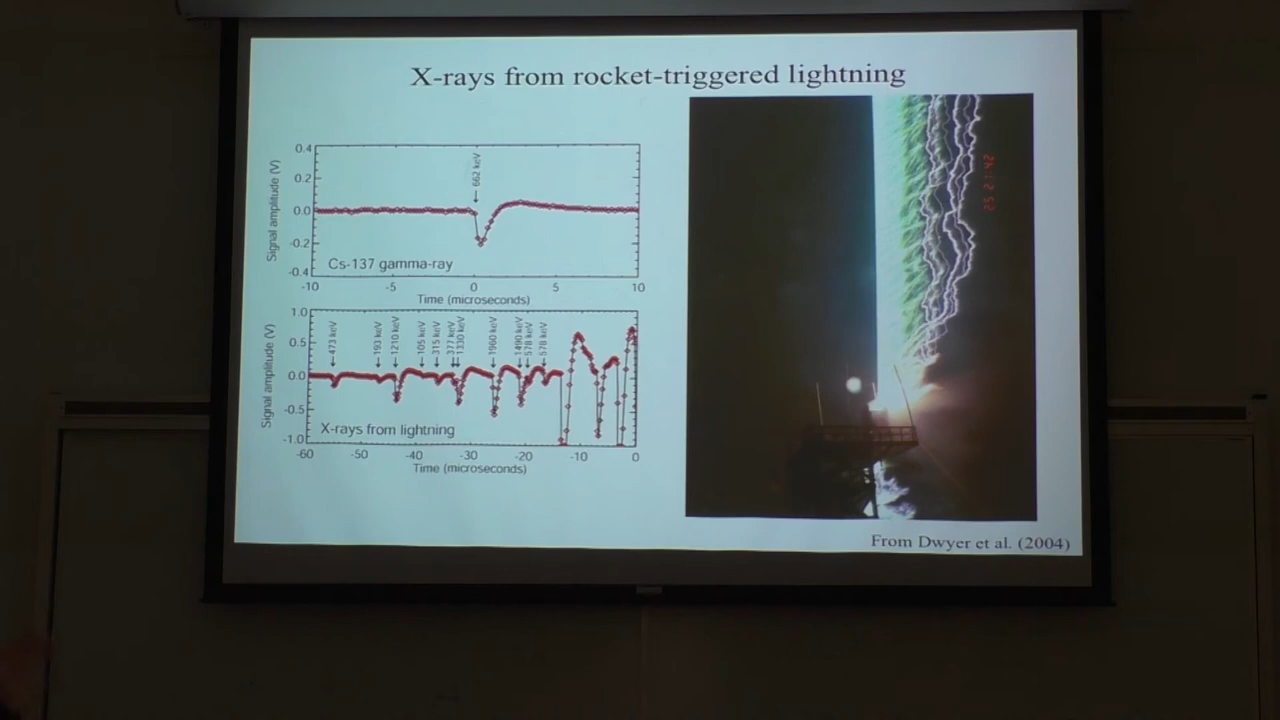 X-rays from rocket-triggered lightning
Signal amplitude (V)
0.4
0.2
0.0
-0.2
-0.4
662 keV
Cs-137 gamma-ray
-10
-5
0
5
10
Time (microseconds)
Signal amplitude (V)
1.0
0.5
0.0
-0.5
-1.0
473 keV
193 keV
1210 keV
105 keV
315 keV
377 keV
1330 keV
1960 keV
1490 keV
578 keV
578 keV
X-rays from lightning
-60
-50
-40
-30
-20
-10
0
Time (microseconds)
25 21:42
From Dwyer et al. (2004)